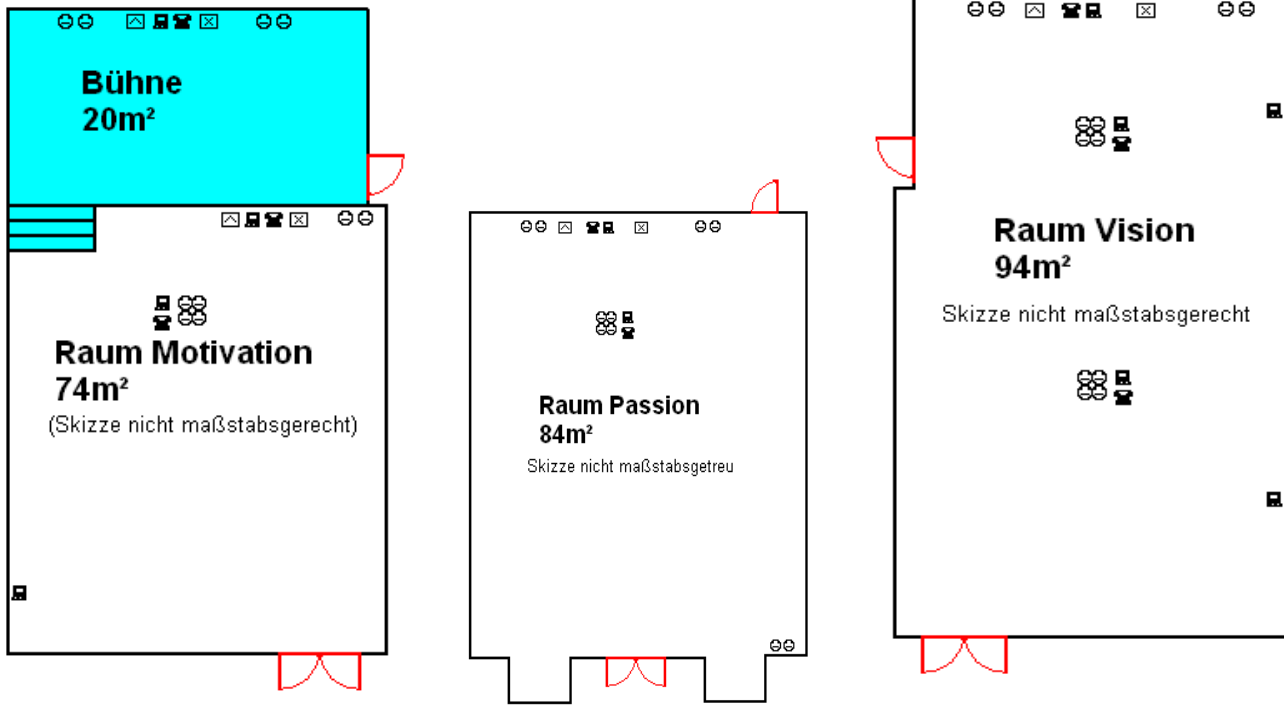 Bühne
20m²
Raum Motivation
74m²
(Skizze nicht maßstabsgerecht)
Raum Passion
84m²
Skizze nicht maßstabsgetreu
Raum Vision
94m²
Skizze nicht maßstabsgerecht